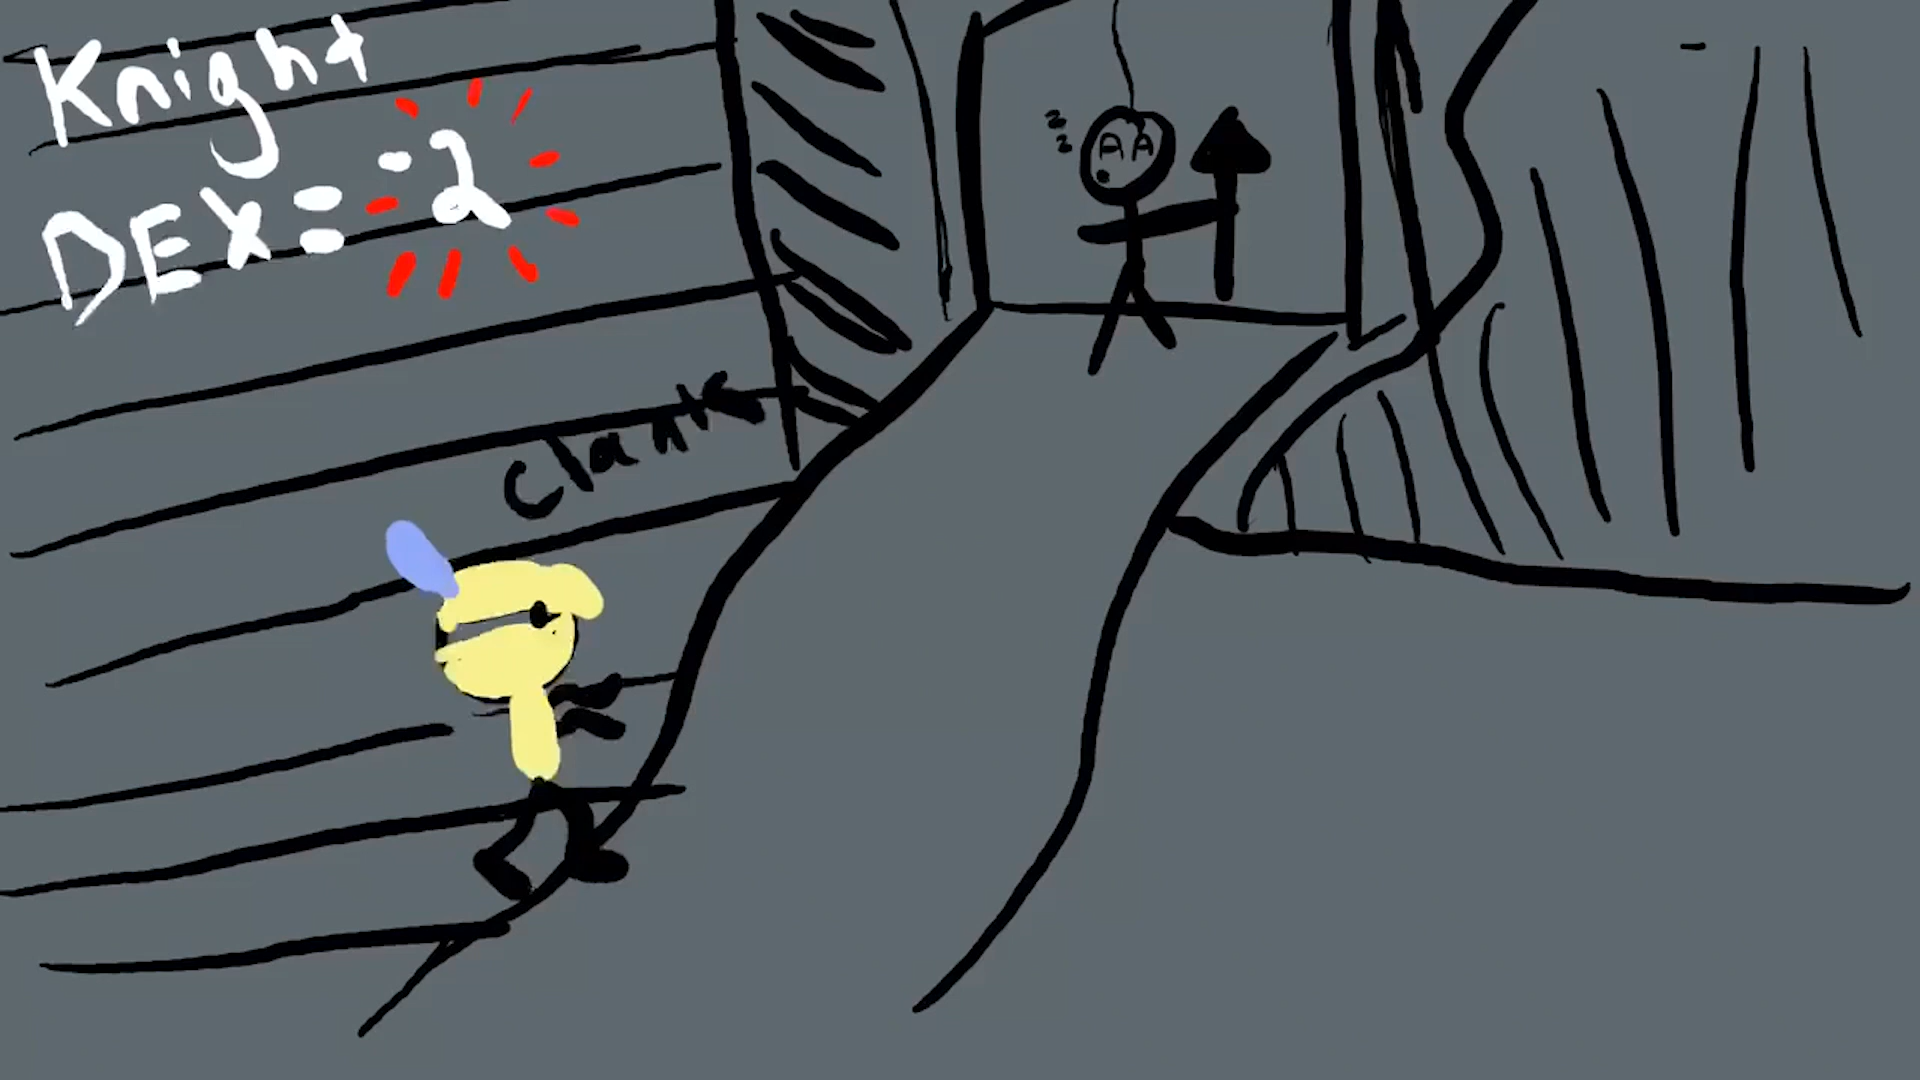 Knight
DEX = -2
z
z
Clank